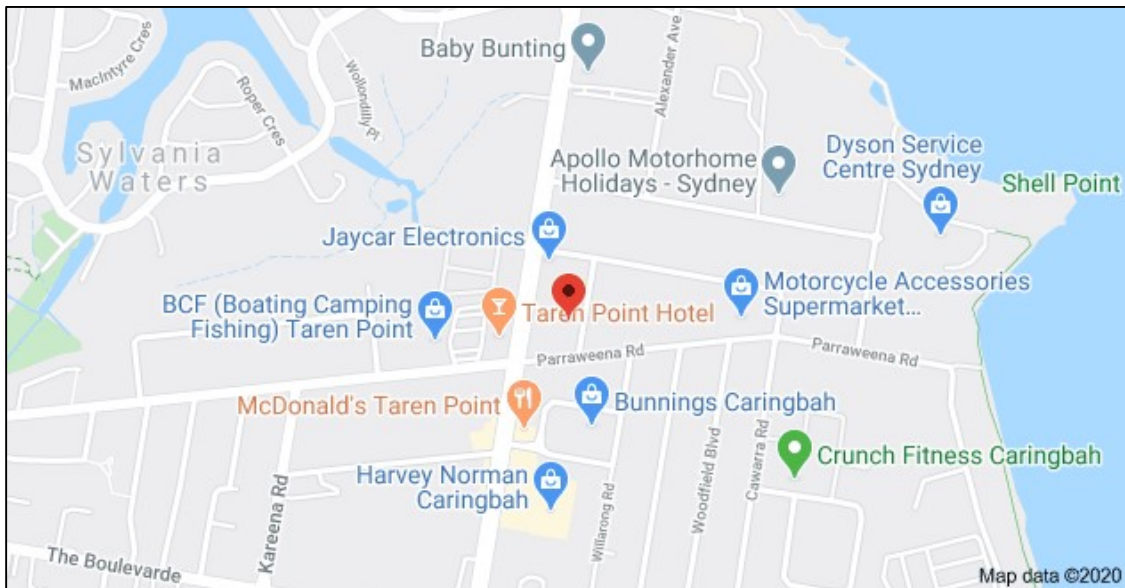 Baby Bunting
MacIntyre Cres
Wollondilly Pl
Alexander Ave
Roper Cres
Sylvania
Waters
Apollo Motorhome
Holidays - Sydney
Dyson Service
Centre Sydney
Shell Point
Jaycar Electronics
BCF (Boating Camping
Fishing) Taren Point
Taren Point Hotel
Motorcycle Accessories
Supermarket...
Parraweena Rd
Parraweena Rd
McDonald's Taren Point
Bunnings Caringbah
Harvey Norman
Caringbah
Kareena Rd
Willarong Rd
Woodfield Blvd
Cawarra Rd
Crunch Fitness Caringbah
The Boulevarde
Map data ©2020